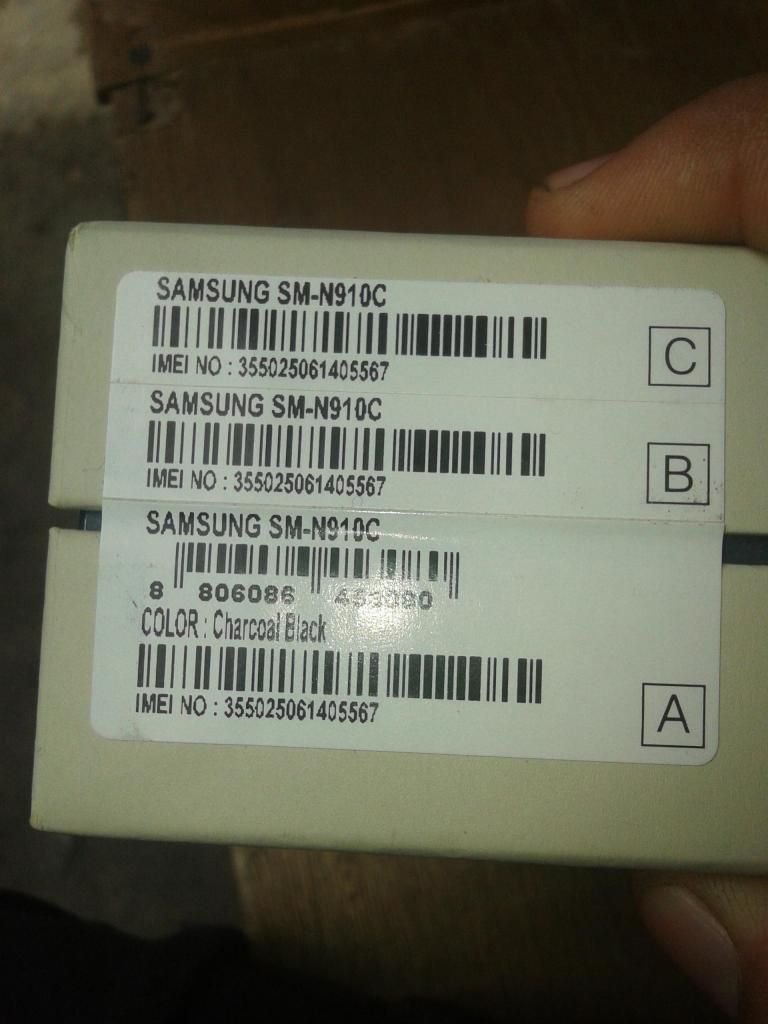 SAMSUNG SM-N910C
IMEI NO : 355025061405567
C
SAMSUNG SM-N910C
IMEI NO : 355025061405567
B
SAMSUNG SM-N910C
8 806086
COLOR : Charcoal Black
IMEI NO : 355025061405567
A